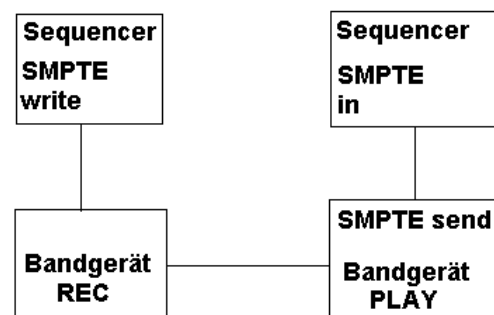 Sequencer
SMPTE
write
Sequencer
SMPTE
in
Bandgerät
REC
SMPTE send
Bandgerät
PLAY